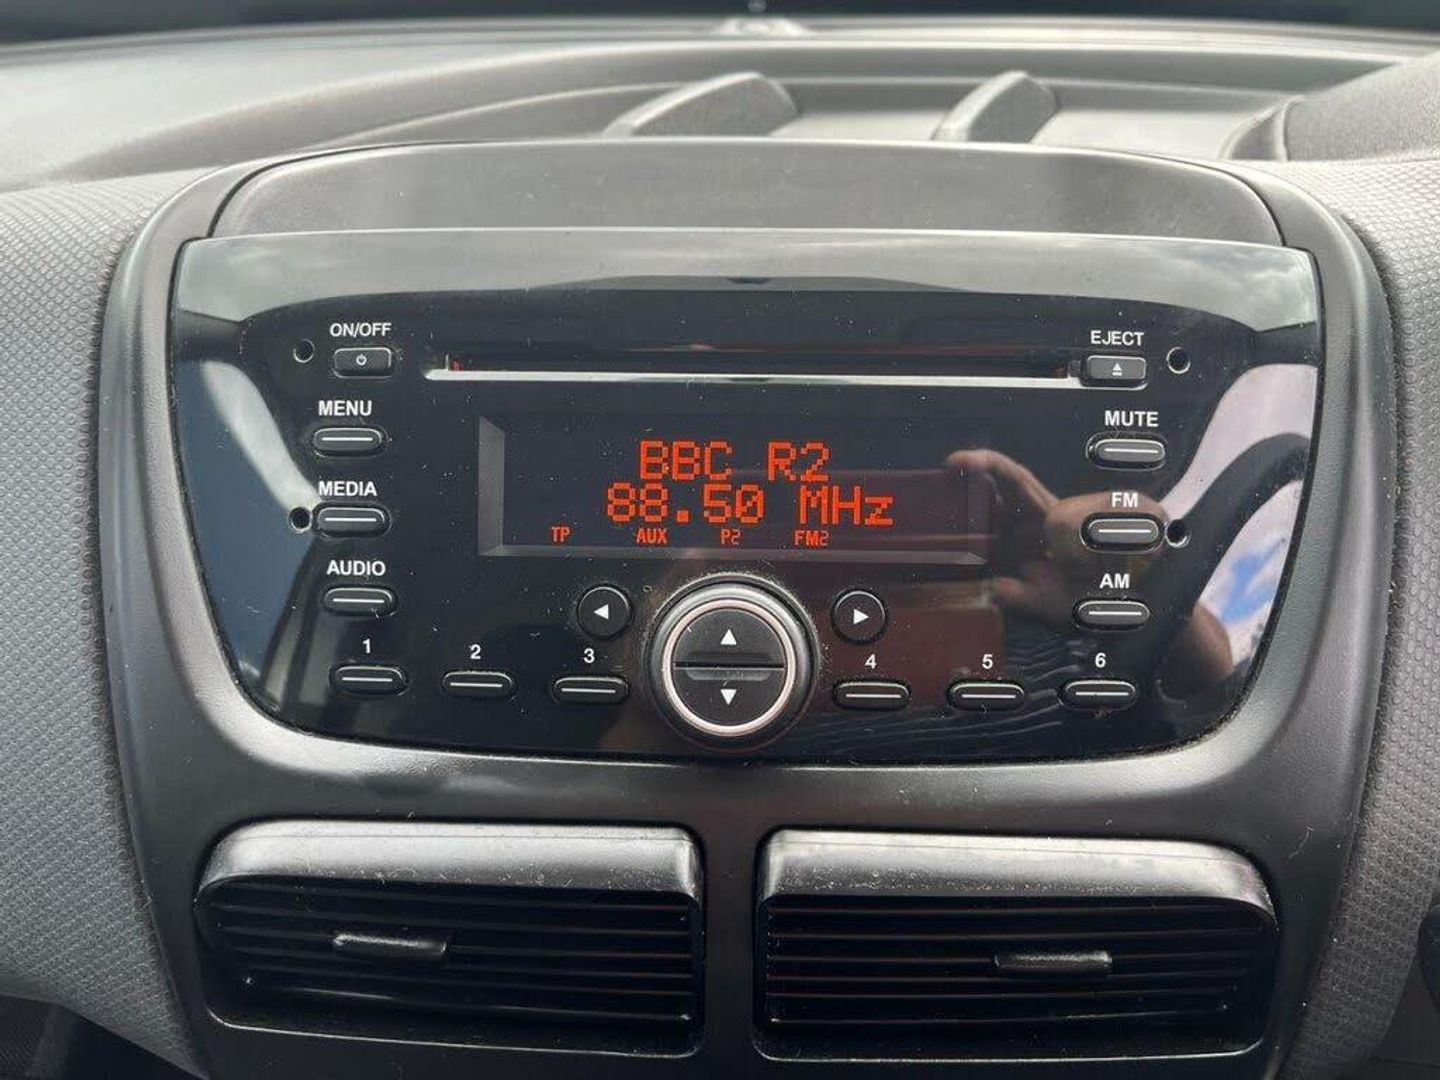 ON/OFF
EJECT
MENU
MUTE
BBC R2
MEDIA
FM
88.50 MHz
TP AUX P2 FM2
AUDIO
AM
1 2 3 4 5 6